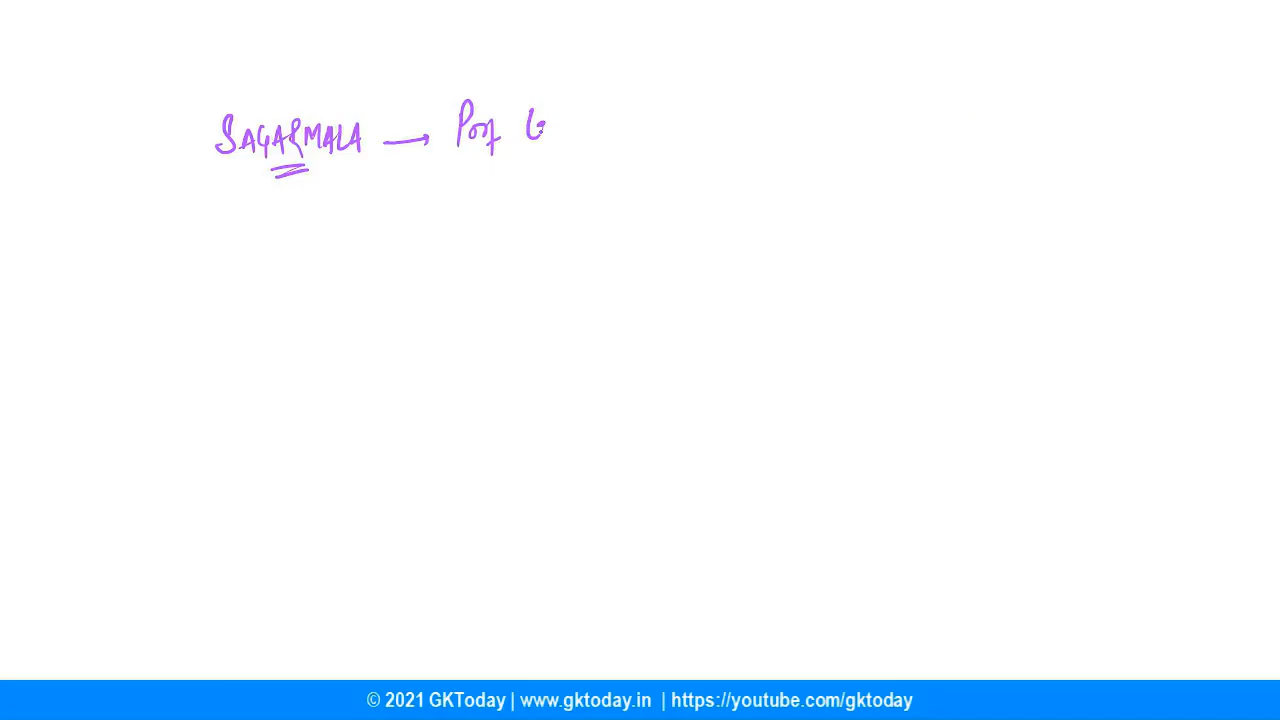 SAGARMALA → Port
© 2021 GKToday | www.gktoday.in | https://youtube.com/gktoday